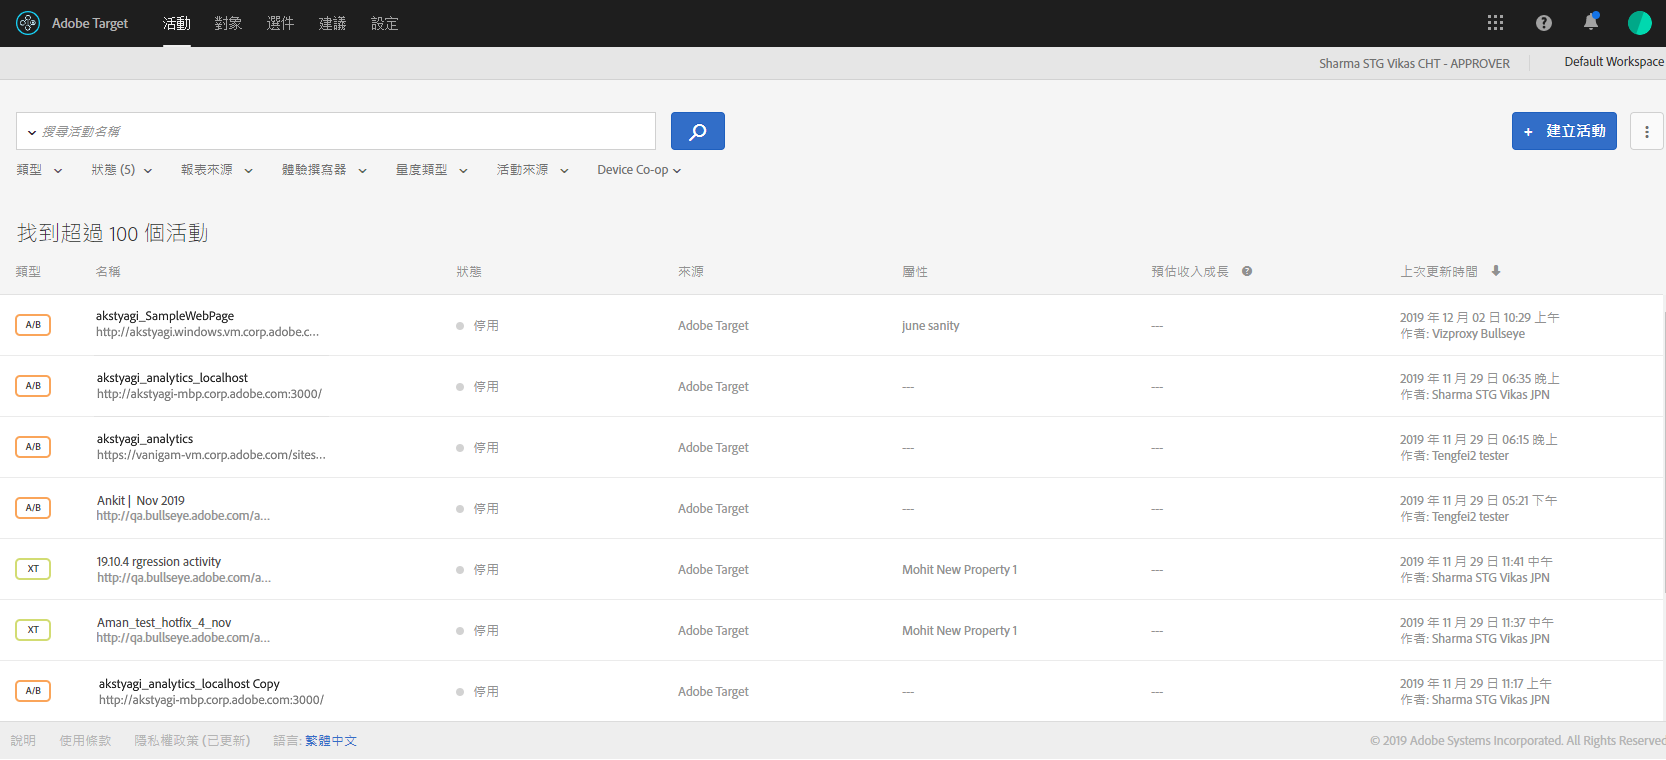 Adobe Target 活動 對象 選件 建議 設定
Sharma STG Vikas CHT - APPROVER Default Workspace
搜尋活動名稱
+ 建立活動
類型 狀態 (5) 報表來源 體驗撰寫器 量度類型 活動來源 Device Co-op
找到超過 100 個活動
類型 名稱 狀態 來源 屬性 預估收入成長 上次更新時間
A/B akstyagi_SampleWebPage 停用 Adobe Target june sanity --- 2019 年 12 月 02 日 10:29 上午
http://akstyagi.windows.vm.corp.adobe.c... 作者: Vizproxy Bullseye
A/B akstyagi_analytics_localhost 停用 Adobe Target --- --- 2019 年 11 月 29 日 06:35 晚上
http://akstyagi-mbp.corp.adobe.com:3000/ 作者: Sharma STG Vikas JPN
A/B akstyagi_analytics 停用 Adobe Target --- --- 2019 年 11 月 29 日 06:15 晚上
https://vanigam-vm.corp.adobe.com/sites... 作者: Tengfei2 tester
A/B Ankit | Nov 2019 停用 Adobe Target --- --- 2019 年 11 月 29 日 05:21 下午
http://qa.bullseye.adobe.com/a... 作者: Tengfei2 tester
XT 19.10.4 rgression activity 停用 Adobe Target Mohit New Property 1 --- 2019 年 11 月 29 日 11:41 中午
http://qa.bullseye.adobe.com/a... 作者: Sharma STG Vikas JPN
XT Aman_test_hotfix_4_nov 停用 Adobe Target Mohit New Property 1 --- 2019 年 11 月 29 日 11:37 中午
http://qa.bullseye.adobe.com/a... 作者: Sharma STG Vikas JPN
A/B akstyagi_analytics_localhost Copy 停用 Adobe Target --- --- 2019 年 11 月 29 日 11:17 上午
http://akstyagi-mbp.corp.adobe.com:3000/ 作者: Sharma STG Vikas JPN
說明 使用條款 隱私權政策 (已更新) 語言: 繁體中文 © 2019 Adobe Systems Incorporated. All Rights Reserved